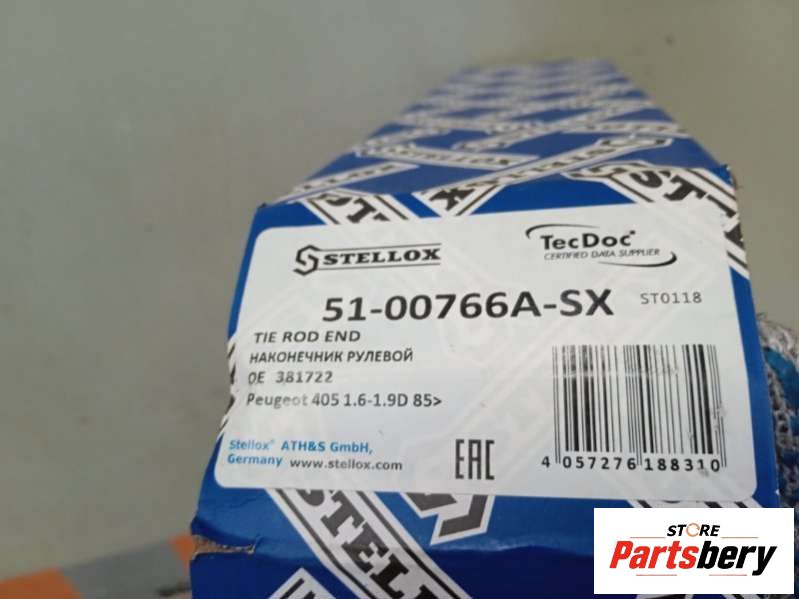 STELLOX
TecDoc
CERTIFIED DATA SUPPLIER
51-00766A-SX
ST0118
TIE ROD END
НАКОНЕЧНИК РУЛЕВОЙ
OE 381722
Peugeot 405 1.6-1.9D 85>
Stellox® ATH&S GmbH,
Germany www.stellox.com
EAC
4 057276 188310
STORE
Partsbery